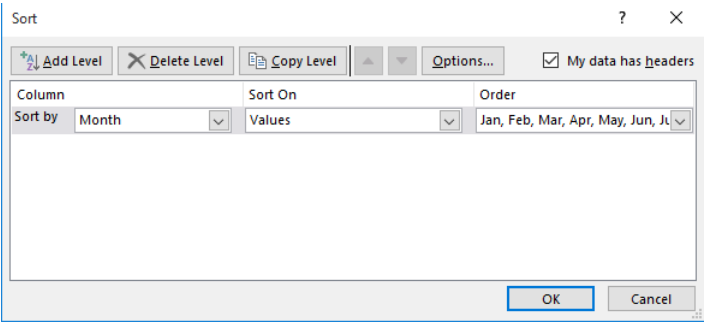 Sort ? ×
Add Level Delete Level Copy Level Options... My data has headers
Column Sort On Order
Sort by Month Values Jan, Feb, Mar, Apr, May, Jun,
OK Cancel